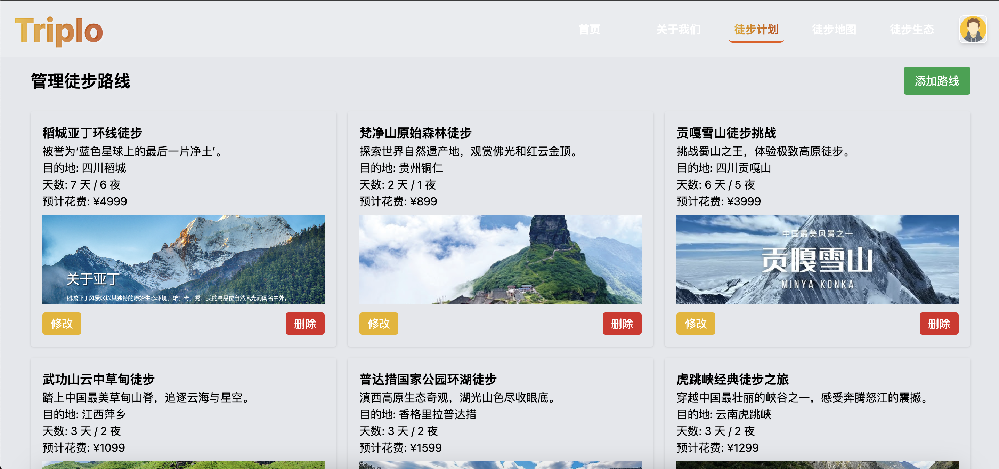 Triplo
首页
关于我们
徒步计划
徒步地图
徒步生态
管理徒步路线
添加路线
稻城亚丁环线徒步
被誉为‘蓝色星球上的最后一片净土’。
目的地: 四川稻城
天数: 7 天 / 6 夜
预计花费: ¥4999
关于亚丁
稻城亚丁风景区以其独特的原始生态环境、雄、奇、秀、美的高品位自然风光而闻名中外。
修改
删除
梵净山原始森林徒步
探索世界自然遗产地，观赏佛光和红云金顶。
目的地: 贵州铜仁
天数: 2 天 / 1 夜
预计花费: ¥899
修改
删除
贡嘎雪山徒步挑战
挑战蜀山之王，体验极致高原徒步。
目的地: 四川贡嘎山
天数: 6 天 / 5 夜
预计花费: ¥3999
中国最美风景之一
贡嘎雪山
MINYA KONKA
修改
删除
武功山云中草甸徒步
踏上中国最美草甸山脊，追逐云海与星空。
目的地: 江西萍乡
天数: 3 天 / 2 夜
预计花费: ¥1099
普达措国家公园环湖徒步
滇西高原生态奇观，湖光山色尽收眼底。
目的地: 香格里拉普达措
天数: 3 天 / 2 夜
预计花费: ¥1599
虎跳峡经典徒步之旅
穿越中国最壮丽的峡谷之一，感受奔腾怒江的震撼。
目的地: 云南虎跳峡
天数: 3 天 / 2 夜
预计花费: ¥1299